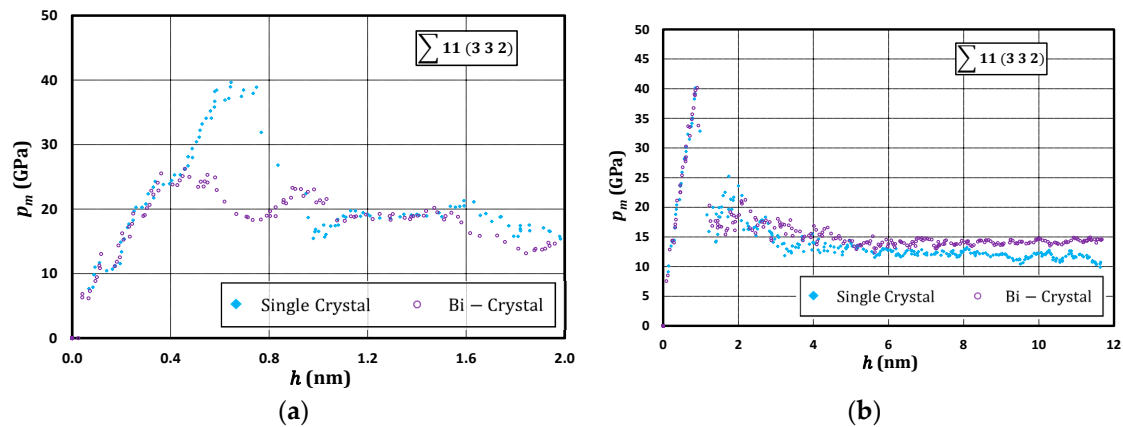 50
40
30
20
10
0
p_m (GPa)
∑ 11 (3 3 2)
Single Crystal
Bi − Crystal
0.0 0.4 0.8 1.2 1.6 2.0
h (nm)
(a)
50
45
40
35
30
25
20
15
10
5
0
p_m (GPa)
∑ 11 (3 3 2)
Single Crystal
Bi − Crystal
0 2 4 6 8 10 12
h (nm)
(b)